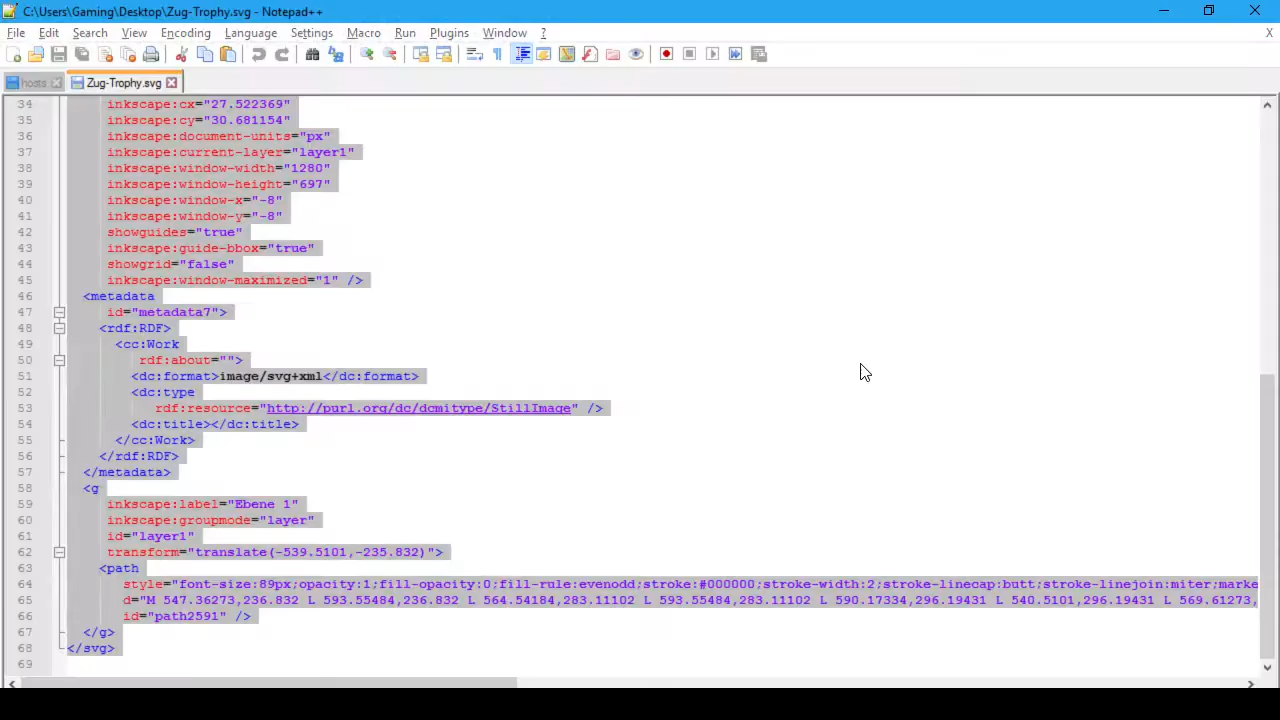 C:\Users\Gaming\Desktop\Zug-Trophy.svg - Notepad++
File Edit Search View Encoding Language Settings Macro Run Plugins Window ? X
hosts Zug-Trophy.svg
34 inkscape:cx="27.522369"
35 inkscape:cy="30.681154"
36 inkscape:document-units="px"
37 inkscape:current-layer="layer1"
38 inkscape:window-width="1280"
39 inkscape:window-height="697"
40 inkscape:window-x="-8"
41 inkscape:window-y="-8"
42 showguides="true"
43 inkscape:guide-bbox="true"
44 showgrid="false"
45 inkscape:window-maximized="1" />
46 <metadata
47 id="metadata7">
48 <rdf:RDF>
49 <cc:Work
50 rdf:about="">
51 <dc:format>image/svg+xml</dc:format>
52 <dc:type
53 rdf:resource="http://purl.org/dc/dcmitype/StillImage" />
54 <dc:title></dc:title>
55 </cc:Work>
56 </rdf:RDF>
57 </metadata>
58 <g
59 inkscape:label="Ebene 1"
60 inkscape:groupmode="layer"
61 id="layer1"
62 transform="translate(-539.5101,-235.832)">
63 <path
64 style="font-size:89px;opacity:1;fill-opacity:0;fill-rule:evenodd;stroke:#000000;stroke-width:2;stroke-linecap:butt;stroke-linejoin:miter;marke
65 d="M 547.36273,236.832 L 593.55484,236.832 L 564.54184,283.11102 L 593.55484,283.11102 L 590.17334,296.19431 L 540.5101,296.19431 L 569.61273,
66 id="path2591" />
67 </g>
68 </svg>
69